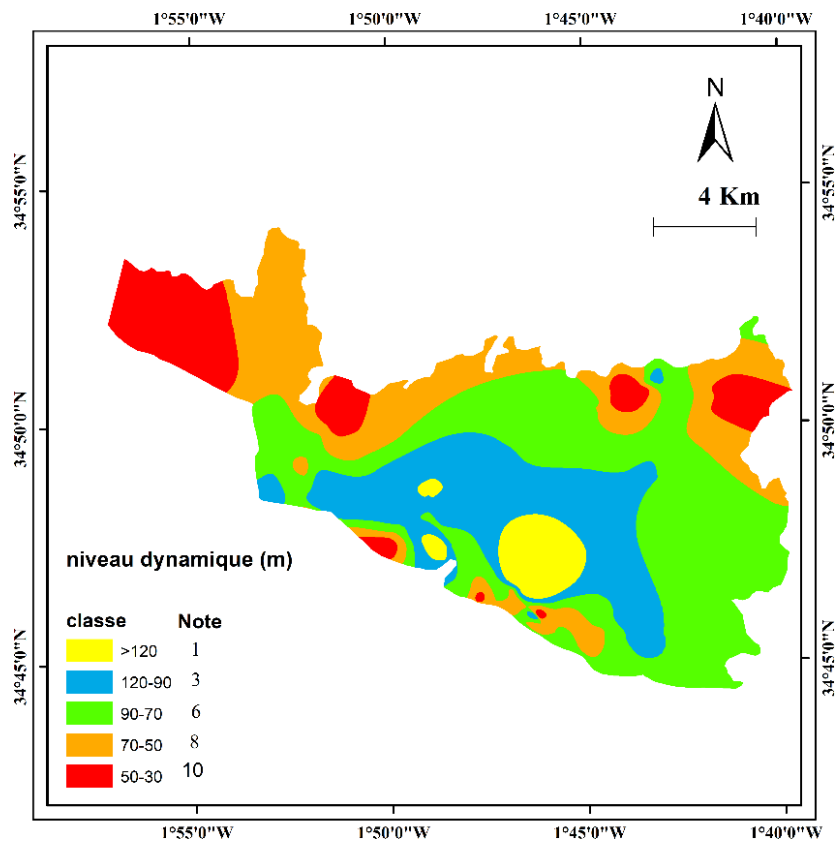 1°55'0"W 1°50'0"W 1°45'0"W 1°40'0"W
N
4 Km
34°55'0"N 34°55'0"N
34°50'0"N 34°50'0"N
34°45'0"N 34°45'0"N
niveau dynamique (m)
classe Note
>120 1
120-90 3
90-70 6
70-50 8
50-30 10
1°55'0"W 1°50'0"W 1°45'0"W 1°40'0"W